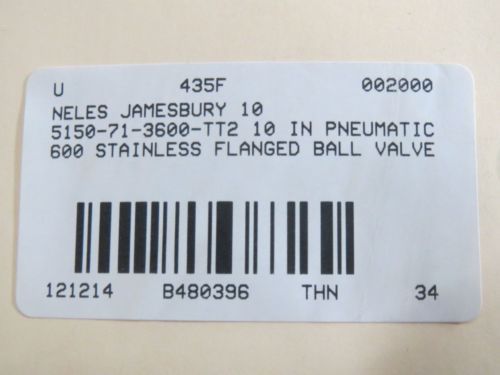 U 435F 002000
NELES JAMESBURY 10
5150-71-3600-TT2 10 IN PNEUMATIC
600 STAINLESS FLANGED BALL VALVE
121214 B480396 THN 34